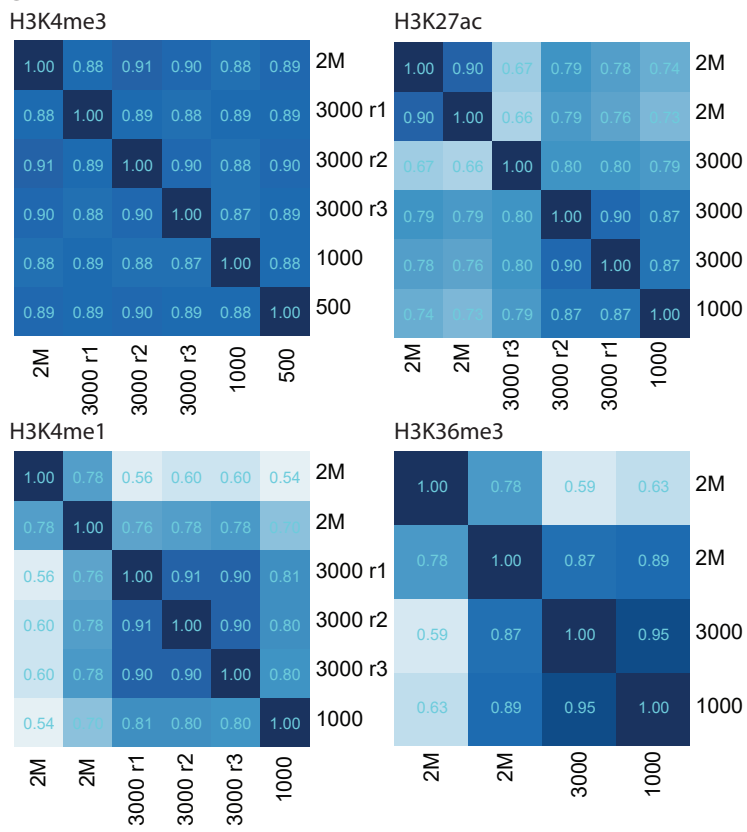 H3K4me3
1.00 0.88 0.91 0.90 0.88 0.89 2M
0.88 1.00 0.89 0.88 0.89 0.89 3000 r1
0.91 0.89 1.00 0.90 0.88 0.90 3000 r2
0.90 0.88 0.90 1.00 0.87 0.89 3000 r3
0.88 0.89 0.88 0.87 1.00 0.88 1000
0.89 0.89 0.90 0.89 0.88 1.00 500
2M 3000 r1 3000 r2 3000 r3 1000 500
H3K27ac
1.00 0.90 0.67 0.79 0.78 0.74 2M
0.90 1.00 0.66 0.79 0.76 0.73 2M
0.67 0.66 1.00 0.80 0.80 0.79 3000
0.79 0.79 0.80 1.00 0.90 0.87 3000
0.78 0.76 0.80 0.90 1.00 0.87 3000
0.74 0.73 0.79 0.87 0.87 1.00 1000
2M 2M 3000 r3 3000 r2 3000 r1 1000
H3K4me1
1.00 0.78 0.56 0.60 0.60 0.54 2M
0.78 1.00 0.76 0.78 0.78 2M
0.56 0.76 1.00 0.91 0.90 0.81 3000 r1
0.60 0.78 0.91 1.00 0.90 0.80 3000 r2
0.60 0.78 0.90 0.90 1.00 0.80 3000 r3
0.54 0.81 0.80 0.80 1.00 1000
2M 2M 3000 r1 3000 r2 3000 r3 1000
H3K36me3
1.00 0.78 0.59 0.63 2M
0.78 1.00 0.87 0.89 2M
0.59 0.87 1.00 0.95 3000
0.63 0.89 0.95 1.00 1000
2M 2M 3000 1000